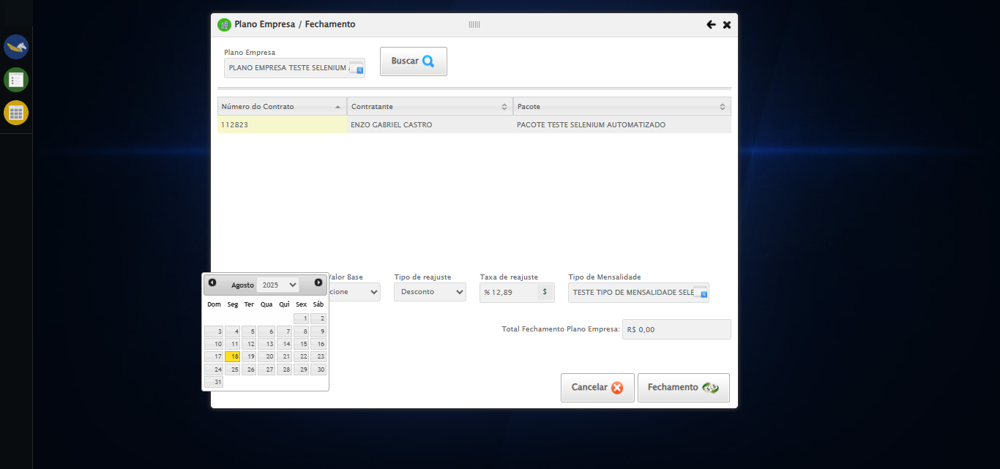 Plano Empresa / Fechamento
Plano Empresa
PLANO EMPRESA TESTE SELENIUM
Buscar
Número do Contrato Contratante Pacote
112823 ENZO GABRIEL CASTRO PACOTE TESTE SELENIUM AUTOMATIZADO
Valor Base Tipo de reajuste Taxa de reajuste Tipo de Mensalidade
cione Desconto % 12,89 $ TESTE TIPO DE MENSALIDADE SELE
Agosto 2025
Dom Seg Ter Qua Qui Sex Sáb
1 2
3 4 5 6 7 8 9
10 11 12 13 14 15 16
17 18 19 20 21 22 23
24 25 26 27 28 29 30
31
Total Fechamento Plano Empresa: R$ 0,00
Cancelar Fechamento